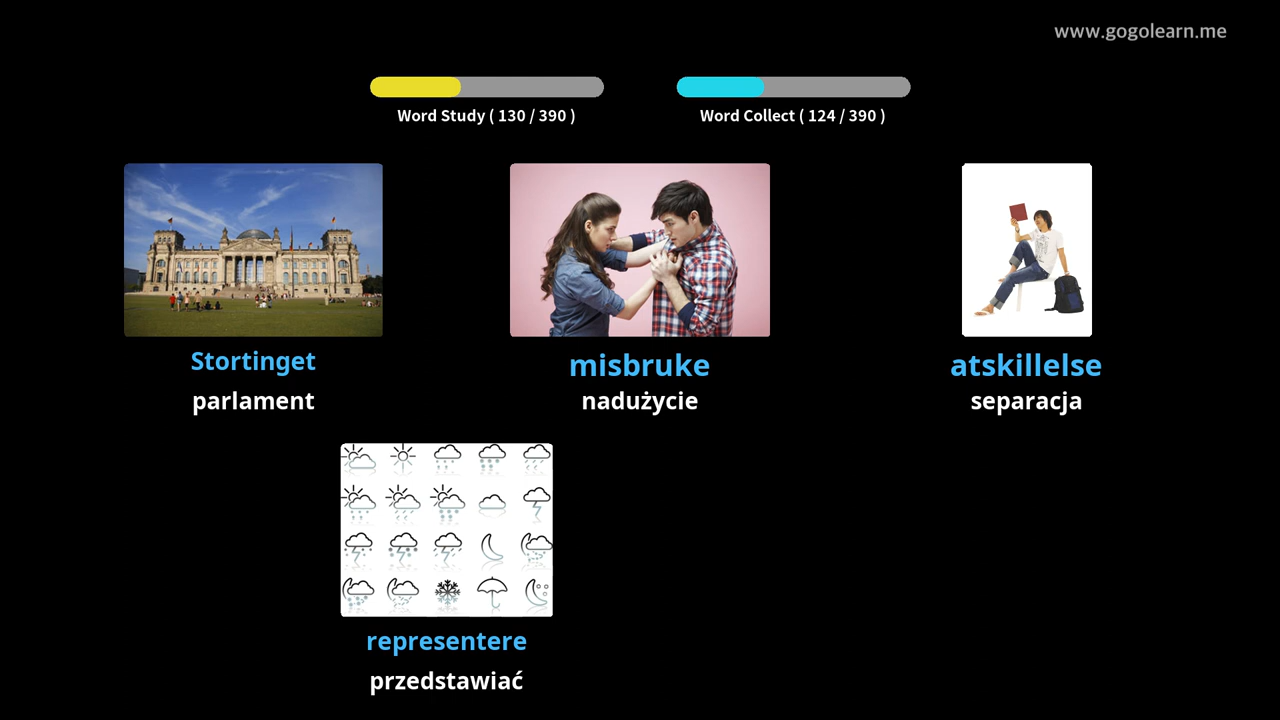 www.gogolearn.me
Word Study ( 130 / 390 )
Word Collect ( 124 / 390 )
Stortinget
misbruke
atskillelse
parlament
nadużycie
separacja
representere
przedstawiać